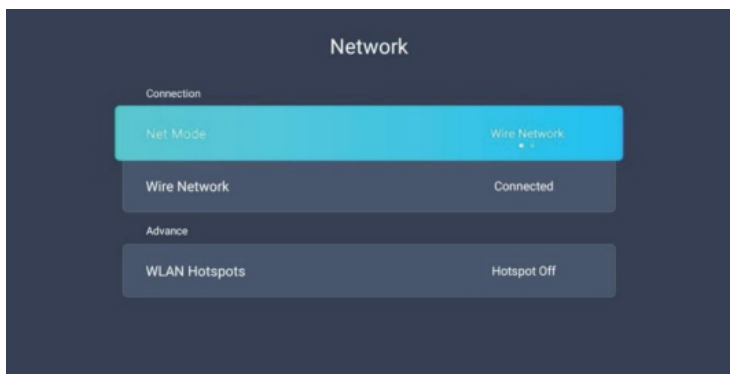 Network
Connection
Net Mode Wire Network
Wire Network Connected
Advance
WLAN Hotspots Hotspot Off